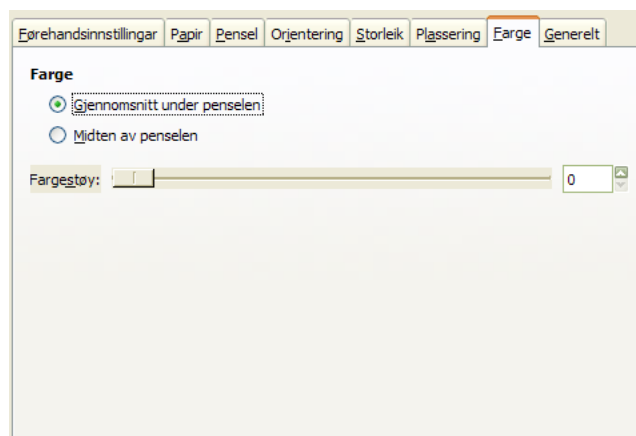 Førehandsinnstillingar Papir Pensel Orientering Storleik Plassering Farge Generelt
Farge
Gjennomsnitt under penselen
Midten av penselen
Fargestøy: 0